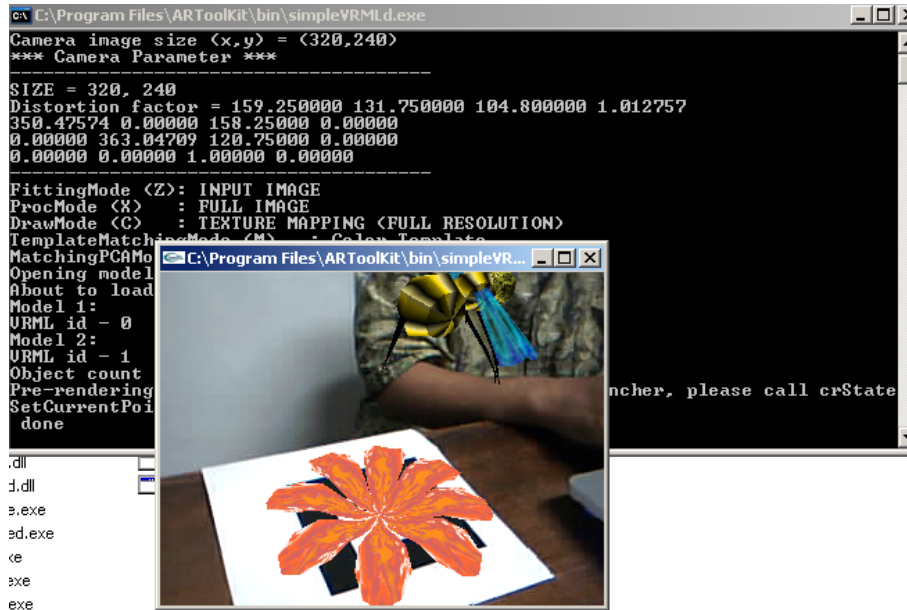 C:\Program Files\ARToolKit\bin\simpleVRMLd.exe
Camera image size (x,y) = (320,240)
*** Camera Parameter ***
--------------------------------------
SIZE = 320, 240
Distortion factor = 159.250000 131.750000 104.800000 1.012757
350.47574 0.00000 158.25000 0.00000
0.00000 363.04709 120.75000 0.00000
0.00000 0.00000 1.00000 0.00000
--------------------------------------
FittingMode (Z): INPUT IMAGE
ProcMode (X)   : FULL IMAGE
DrawMode (C)   : TEXTURE MAPPING (FULL RESOLUTION)
TemplateMatchingMode (M)   : Color Template
MatchingPCAMo
Opening model
About to load
Model 1:
VRML id - 0
Model 2:
VRML id - 1
Object count
Pre-rendering ncher, please call crState
SetCurrentPoi
done
C:\Program Files\ARToolKit\bin\simpleVR...
.dll
d.dll
e.exe
ed.exe
xe
exe
exe